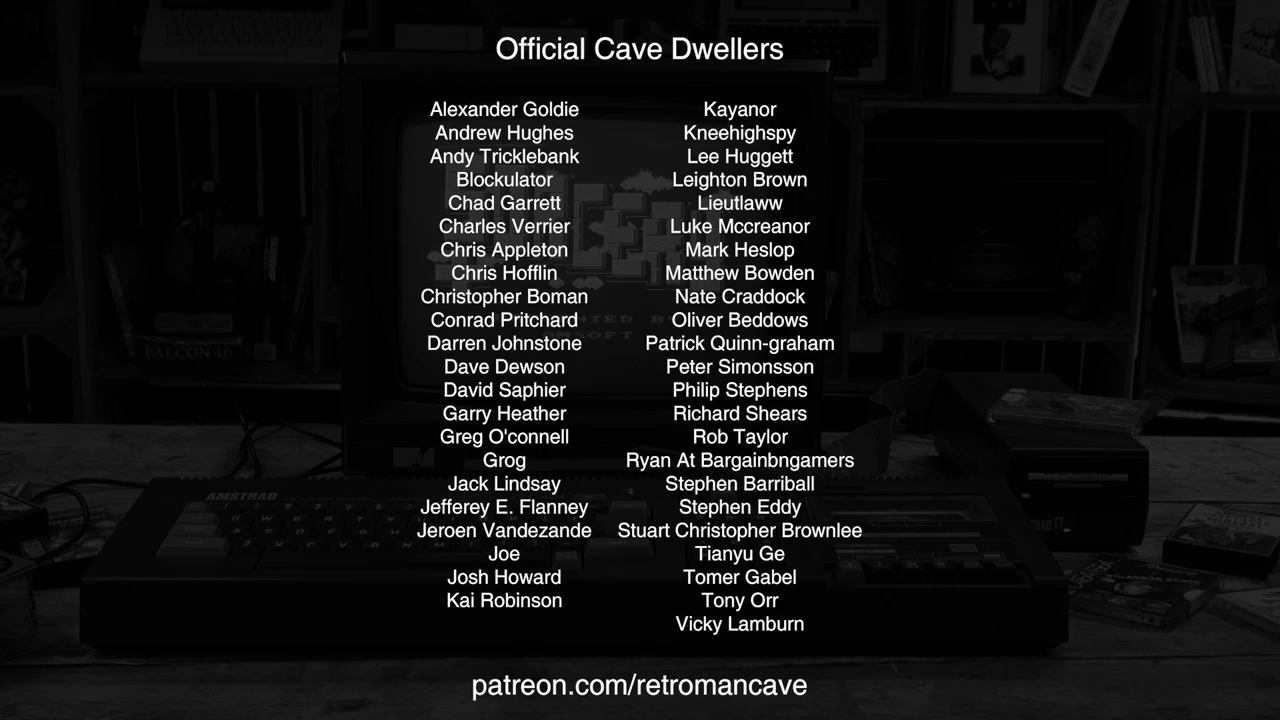 Official Cave Dwellers
Alexander Goldie
Andrew Hughes
Andy Tricklebank
Blockulator
Chad Garrett
Charles Verrier
Chris Appleton
Chris Hofflin
Christopher Boman
Conrad Pritchard
Darren Johnstone
Dave Dewson
David Saphier
Garry Heather
Greg O'connell
Grog
Jack Lindsay
Jefferey E. Flanney
Jeroen Vandezande
Joe
Josh Howard
Kai Robinson
Kayanor
Kneehighspy
Lee Huggett
Leighton Brown
Lieutlaww
Luke Mccreanor
Mark Heslop
Matthew Bowden
Nate Craddock
Oliver Beddows
Patrick Quinn-graham
Peter Simonsson
Philip Stephens
Richard Shears
Rob Taylor
Ryan At Bargainbngamers
Stephen Barriball
Stephen Eddy
Stuart Christopher Brownlee
Tianyu Ge
Tomer Gabel
Tony Orr
Vicky Lamburn
patreon.com/retromancave
FALCON 4.0
AMSTRAD